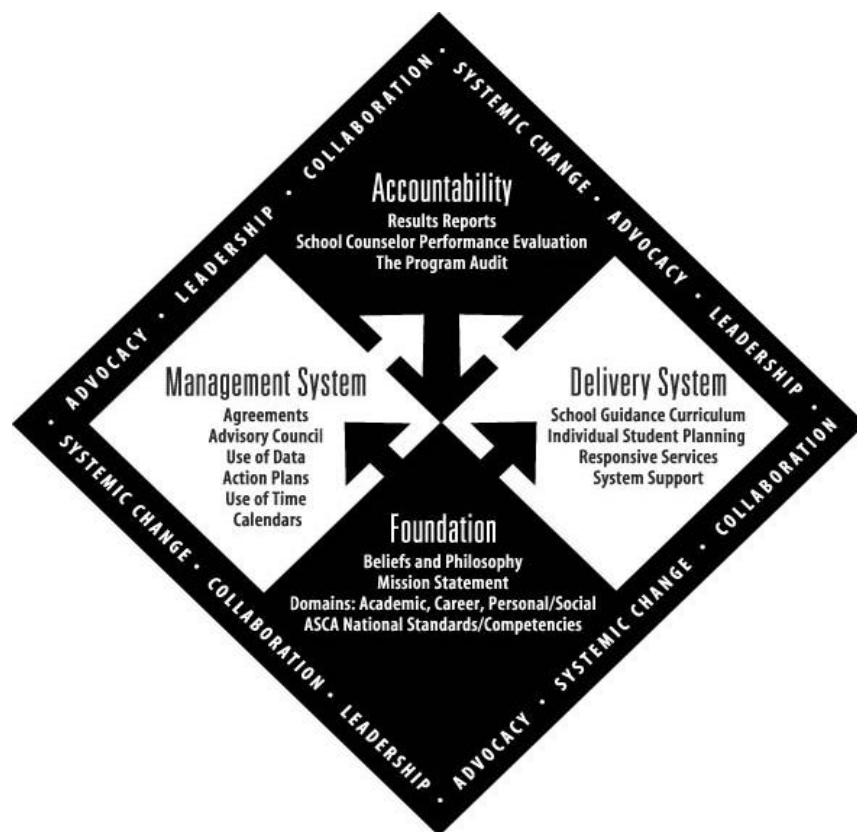 COLLABORATION •
SYSTEMIC CHANGE •
LEADERSHIP •
ADVOCACY •
ADVOCACY •
LEADERSHIP •
Accountability
Results Reports
School Counselor Performance Evaluation
The Program Audit
Management System
Agreements
Advisory Council
Use of Data
Action Plans
Use of Time
Calendars
Delivery System
School Guidance Curriculum
Individual Student Planning
Responsive Services
System Support
Foundation
Beliefs and Philosophy
Mission Statement
Domains: Academic, Career, Personal/Social
ASCA National Standards/Competencies
• SYSTEMIC CHANGE • COLLABORATION • LEADERSHIP •
ADVOCACY • SYSTEMIC CHANGE • COLLABORATION